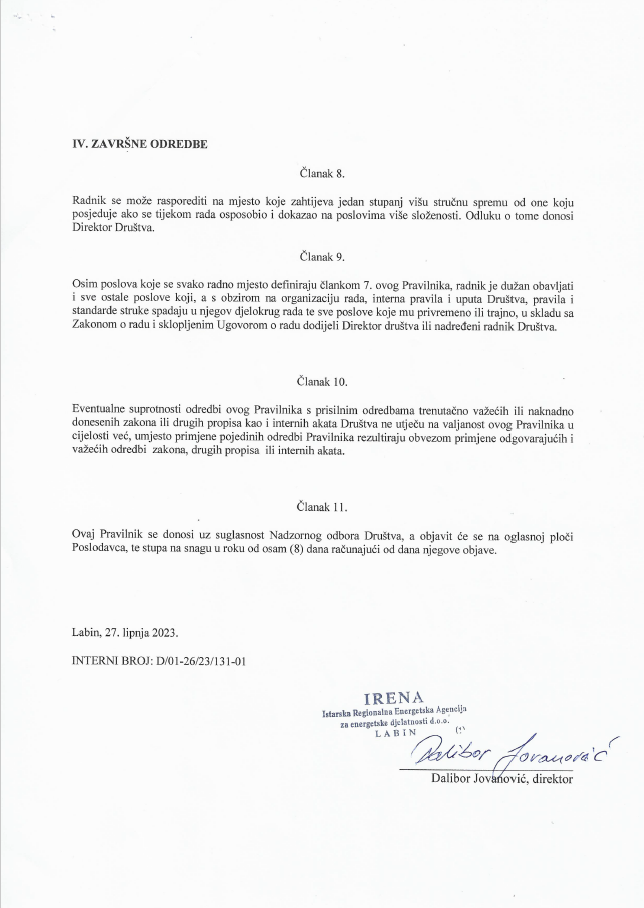 IV. ZAVRŠNE ODREDBE
Članak 8.
Radnik se može rasporediti na mjesto koje zahtijeva jedan stupanj višu stručnu spremu od one koju
posjeduje ako se tijekom rada osposobio i dokazao na poslovima više složenosti. Odluku o tome donosi
Direktor Društva.
Članak 9.
Osim poslova koje se svako radno mjesto definiraju člankom 7. ovog Pravilnika, radnik je dužan obavljati
i sve ostale poslove koji, a s obzirom na organizaciju rada, interna pravila i uputa Društva, pravila i
standarde struke spadaju u njegov djelokrug rada te sve poslove koje mu privremeno ili trajno, u skladu sa
Zakonom o radu i sklopljenim Ugovorom o radu dodijeli Direktor društva ili nadređeni radnik Društva.
Članak 10.
Eventualne suprotnosti odredbi ovog Pravilnika s prisilnim odredbama trenutačno važećih ili naknadno
donesenih zakona ili drugih propisa kao i internih akata Društva ne utječu na valjanost ovog Pravilnika u
cijelosti već, umjesto primjene pojedinih odredbi Pravilnika rezultiraju obvezom primjene odgovarajućih i
važećih odredbi zakona, drugih propisa ili internih akata.
Članak 11.
Ovaj Pravilnik se donosi uz suglasnost Nadzornog odbora Društva, a objavit će se na oglasnoj ploči
Poslodavca, te stupa na snagu u roku od osam (8) dana računajući od dana njegove objave.
Labin, 27. lipnja 2023.
INTERNI BROJ: D/01-26/23/131-01
IRENA
Istarska Regionalna Energetska Agencija
za energetske djelatnosti d.o.o.
LABIN
Dalibor Jovanović
Dalibor Jovanović, direktor